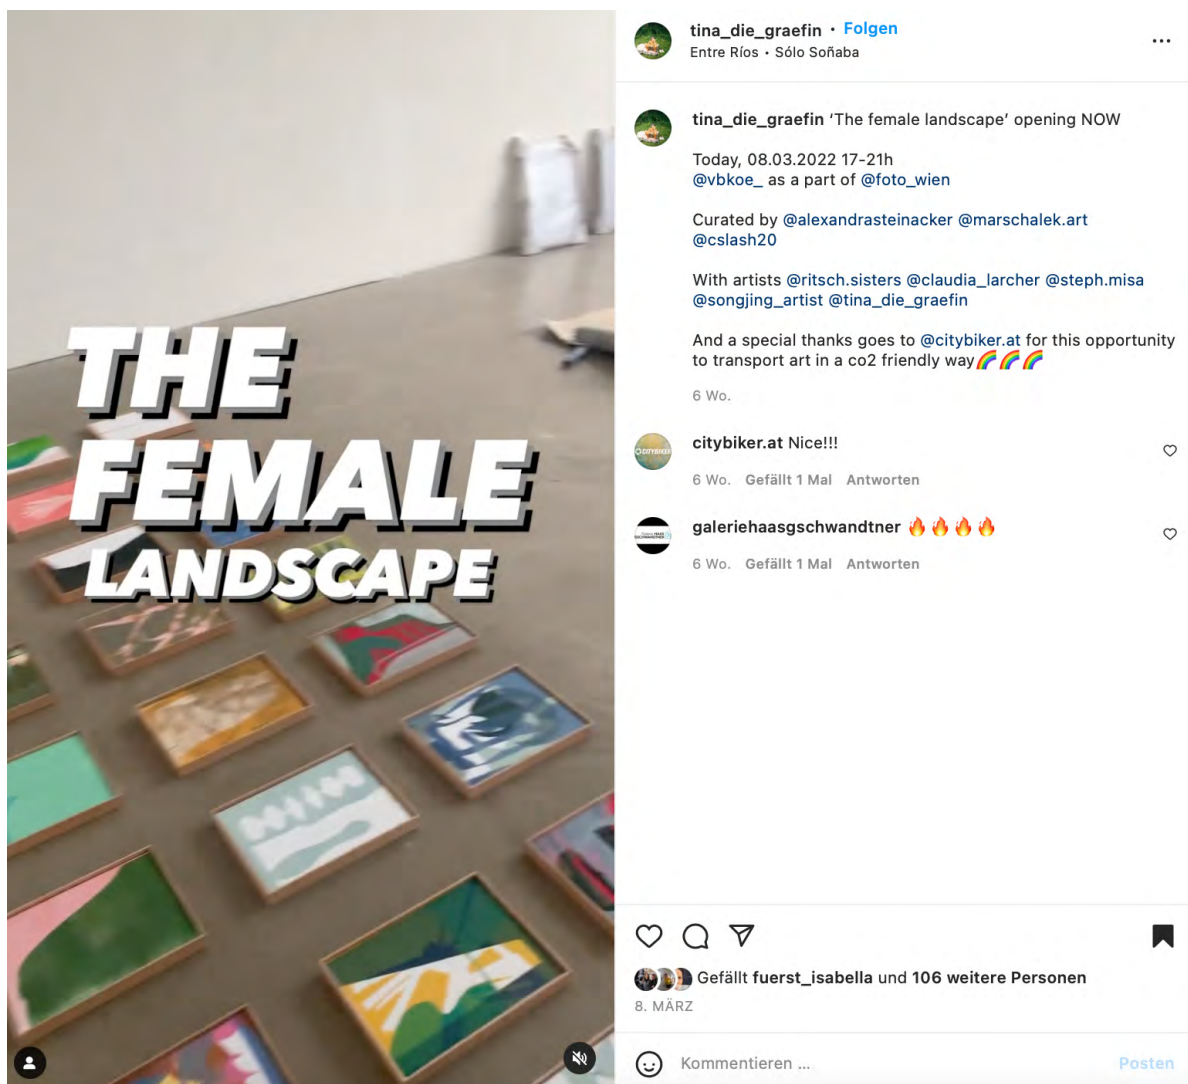 THE
FEMALE
LANDSCAPE
tina_die_graefin • Folgen
Entre Ríos • Sólo Soñaba
tina_die_graefin ‘The female landscape’ opening NOW
Today, 08.03.2022 17-21h
@vbkoe_ as a part of @foto_wien
Curated by @alexandrasteinacker @marschalek.art
@cslash20
With artists @ritsch.sisters @claudia_larcher @steph.misa
@songjing_artist @tina_die_graefin
And a special thanks goes to @citybiker.at for this opportunity
to transport art in a co2 friendly way🌈🌈🌈
6 Wo.
CITYBIKER
citybiker.at Nice!!!
6 Wo. Gefällt 1 Mal Antworten
galeriehaasgschwandtner 🔥🔥🔥🔥
6 Wo. Gefällt 1 Mal Antworten
Gefällt fuerst_isabella und 106 weitere Personen
8. MÄRZ
Kommentieren ...
Posten